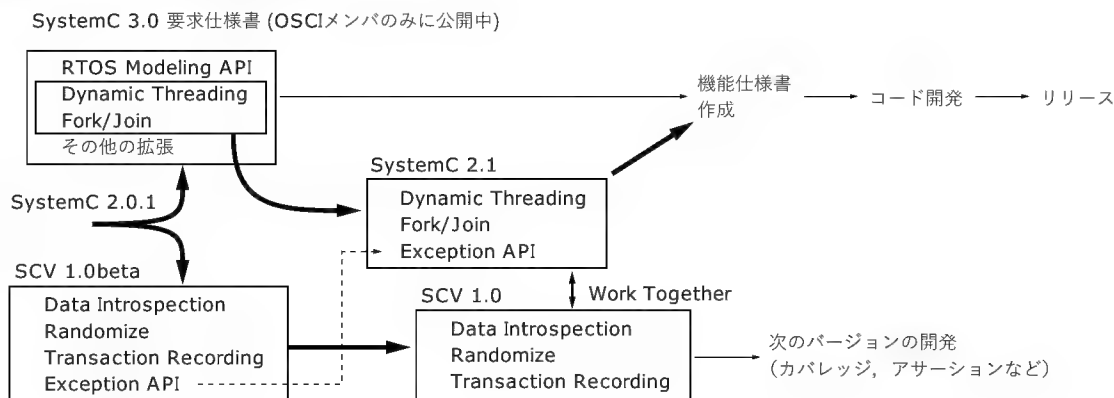 SystemC 3.0 要求仕様書 (OSCIメンバのみに公開中)
RTOS Modeling API
Dynamic Threading
Fork/Join
その他の拡張
機能仕様書
作成
コード開発
リリース
SystemC 2.1
Dynamic Threading
Fork/Join
Exception API
SystemC 2.0.1
SCV 1.0beta
Data Introspection
Randomize
Transaction Recording
Exception API
Work Together
SCV 1.0
Data Introspection
Randomize
Transaction Recording
次のバージョンの開発
(カバレッジ，アサーションなど)